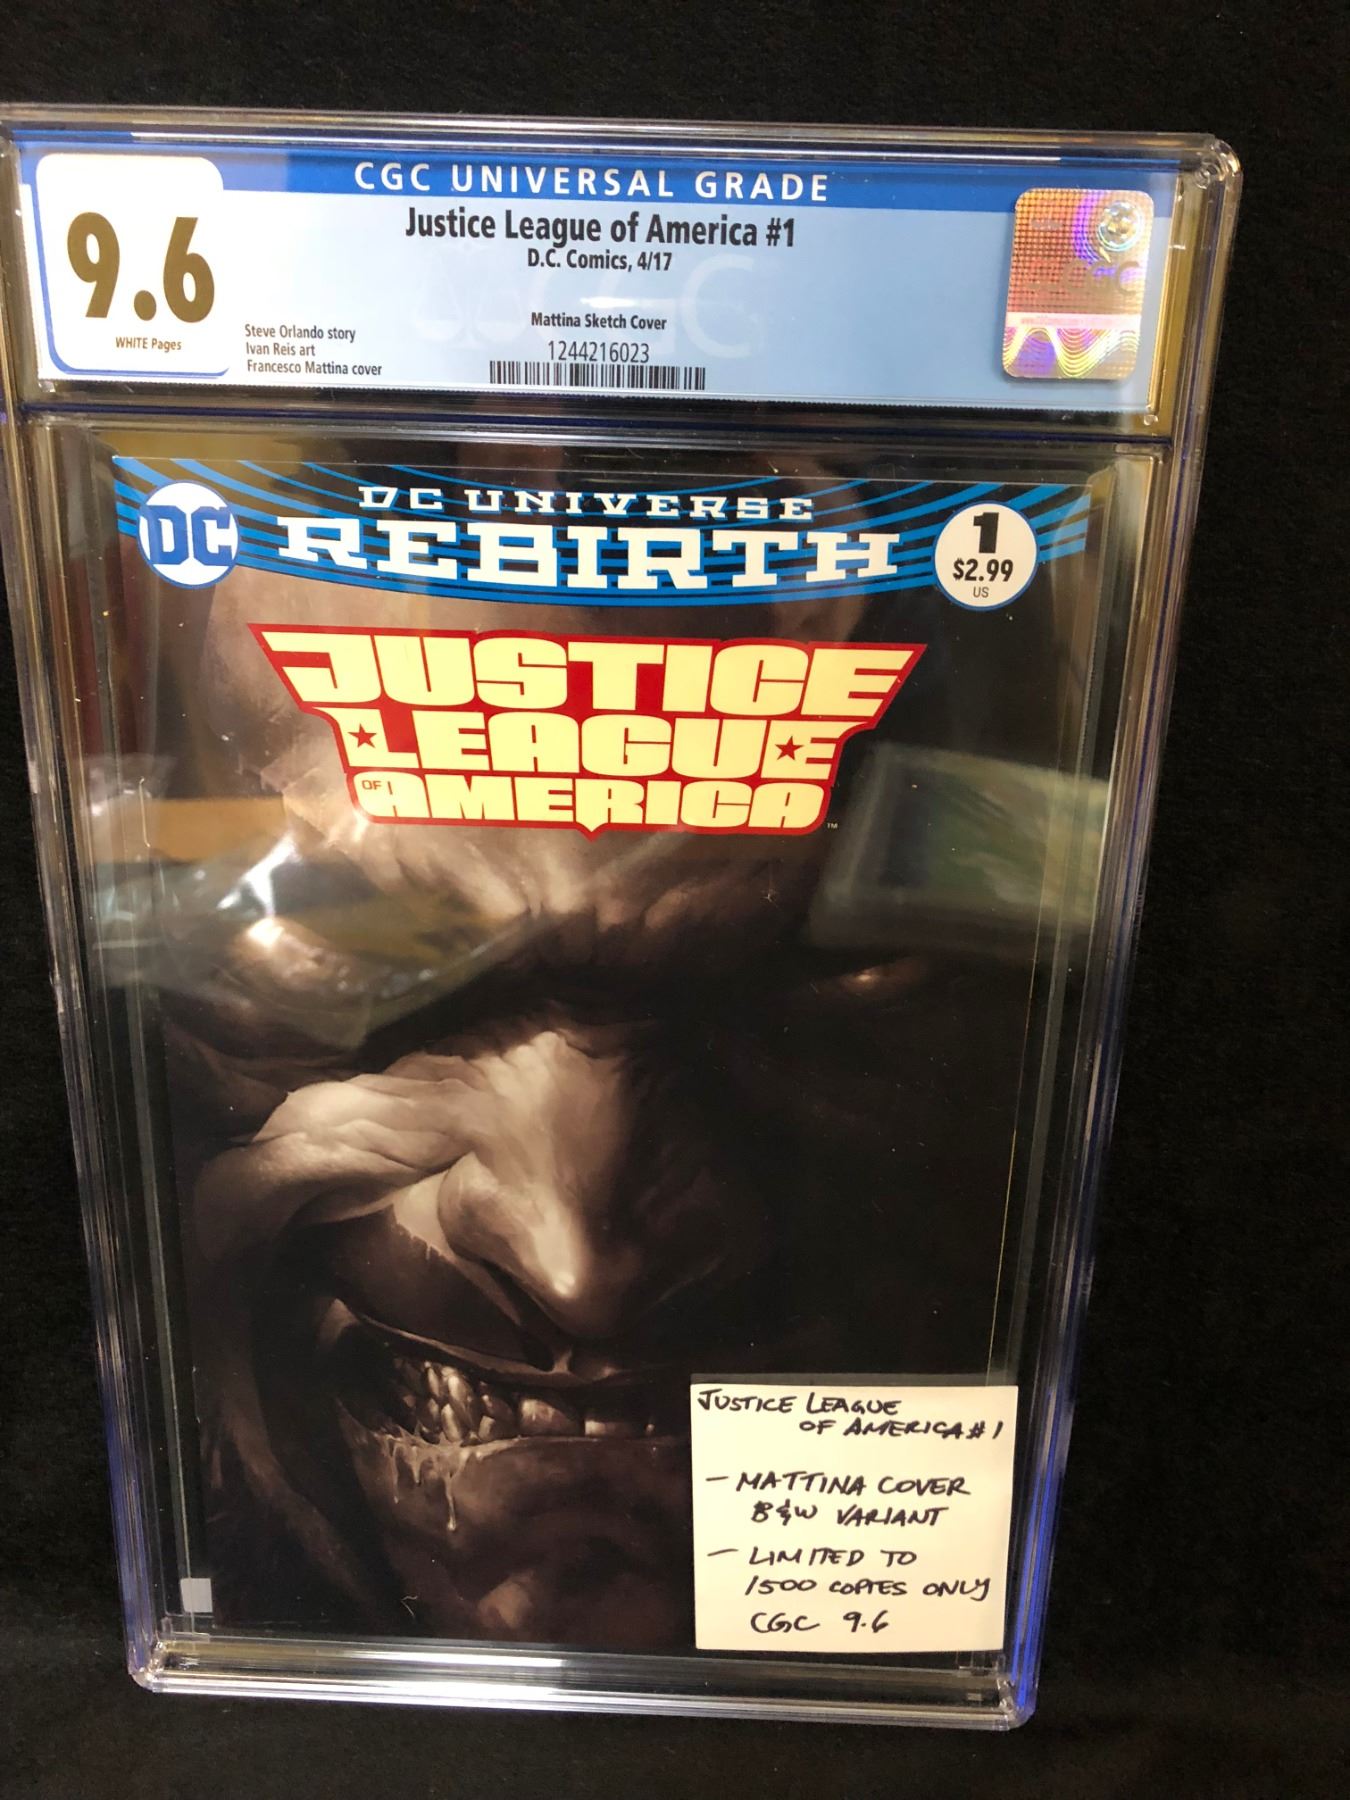 CGC UNIVERSAL GRADE
9.6
WHITE Pages
Justice League of America #1
D.C. Comics, 4/17
Mattina Sketch Cover
Steve Orlando story
Ivan Reis art
Francesco Mattina cover
1244216023
CGC
DC
DC UNIVERSE
REBIRTH
1
$2.99
US
JUSTICE
LEAGUE
OF AMERICA
™
JUSTICE LEAGUE
OF AMERICA #1
- MATTINA COVER
B&W VARIANT
- LIMITED TO
1500 COPIES ONLY
CGC 9.6